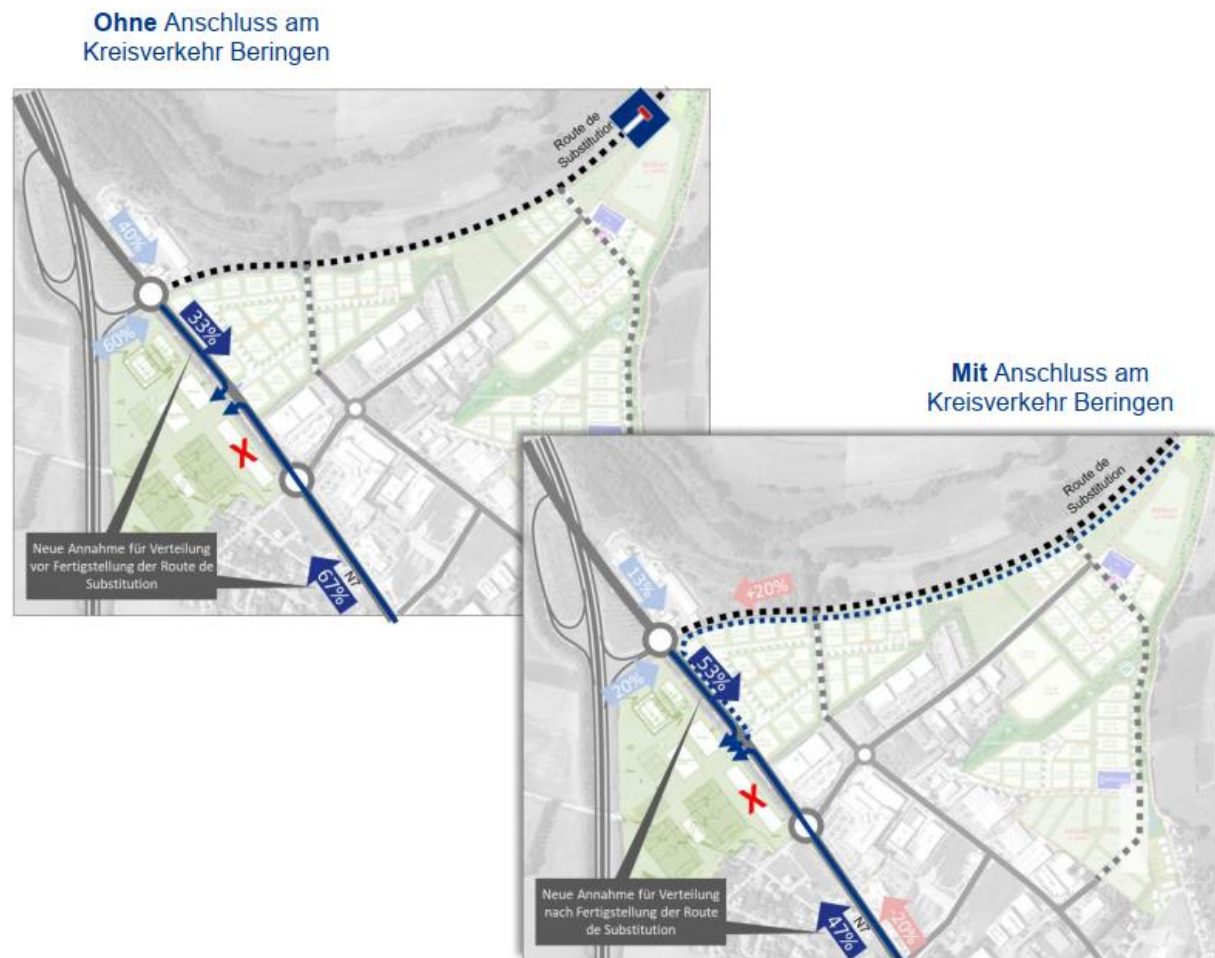 Ohne Anschluss am
Kreisverkehr Beringen
Route de
Substitution
40%
60%
33%
Neue Annahme für Verteilung
vor Fertigstellung der Route de
Substitution
67%
N7
Mit Anschluss am
Kreisverkehr Beringen
Route de
Substitution
13%
+20%
20%
53%
Neue Annahme für Verteilung
nach Fertigstellung der Route
de Substitution
47%
N7
-20%